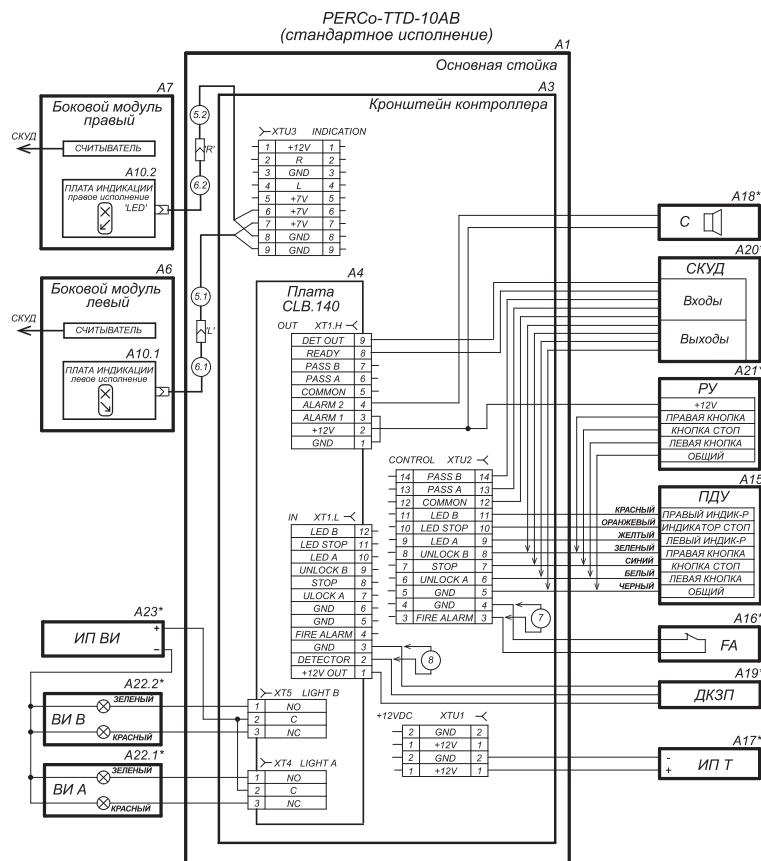 PERCo-TTD-10AB
(стандартное исполнение)
A1
Основная стойка
A3
Кронштейн контроллера
A7
Боковой модуль
правый
СКУД
СЧИТЫВАТЕЛЬ
A10.2
ПЛАТА ИНДИКАЦИИ
правое исполнение
'LED'
5.2
'R'
6.2
XTU3 INDICATION
1 +12V 1
2 R 2
3 GND 3
4 L 4
5 +7V 5
6 +7V 6
7 +7V 7
8 GND 8
9 GND 9
A6
Боковой модуль
левый
СКУД
СЧИТЫВАТЕЛЬ
A10.1
ПЛАТА ИНДИКАЦИИ
левое исполнение
5.1
'L'
6.1
A4
Плата
CLB.140
OUT XT1.H
DET OUT 9
READY 8
PASS B 7
PASS A 6
COMMON 5
ALARM 2 4
ALARM 1 3
+12V 2
GND 1
IN XT1.L
LED B 12
LED STOP 11
LED A 10
UNLOCK B 9
STOP 8
ULOCK A 7
GND 6
GND 5
FIRE ALARM 4
GND 3
DETECTOR 2
+12V OUT 1
8
CONTROL XTU2
14 PASS B 14
13 PASS A 13
12 COMMON 12
11 LED B 11
10 LED STOP 10
9 LED A 9
8 UNLOCK B 8
7 STOP 7
6 UNLOCK A 6
5 GND 5
4 GND 4
3 FIRE ALARM 3
7
+12VDC XTU1
2 GND 2
1 +12V 1
2 GND 2
1 +12V 1
XT5 LIGHT B
1 NO
2 C
3 NC
XT4 LIGHT A
1 NO
2 C
3 NC
A23*
ИП ВИ
+
–
A22.2*
ВИ В
ЗЕЛЕНЫЙ
КРАСНЫЙ
A22.1*
ВИ А
ЗЕЛЕНЫЙ
КРАСНЫЙ
A18*
С
A20*
СКУД
Входы
Выходы
A21*
РУ
+12V
ПРАВАЯ КНОПКА
КНОПКА СТОП
ЛЕВАЯ КНОПКА
ОБЩИЙ
A15
ПДУ
КРАСНЫЙ ПРАВЫЙ ИНДИК-Р
ОРАНЖЕВЫЙ ИНДИКАТОР СТОП
ЖЕЛТЫЙ ЛЕВЫЙ ИНДИК-Р
ЗЕЛЕНЫЙ ПРАВАЯ КНОПКА
СИНИЙ КНОПКА СТОП
БЕЛЫЙ ЛЕВАЯ КНОПКА
ЧЕРНЫЙ ОБЩИЙ
A16*
FA
A19*
ДКЗП
A17*
-
+
ИП Т